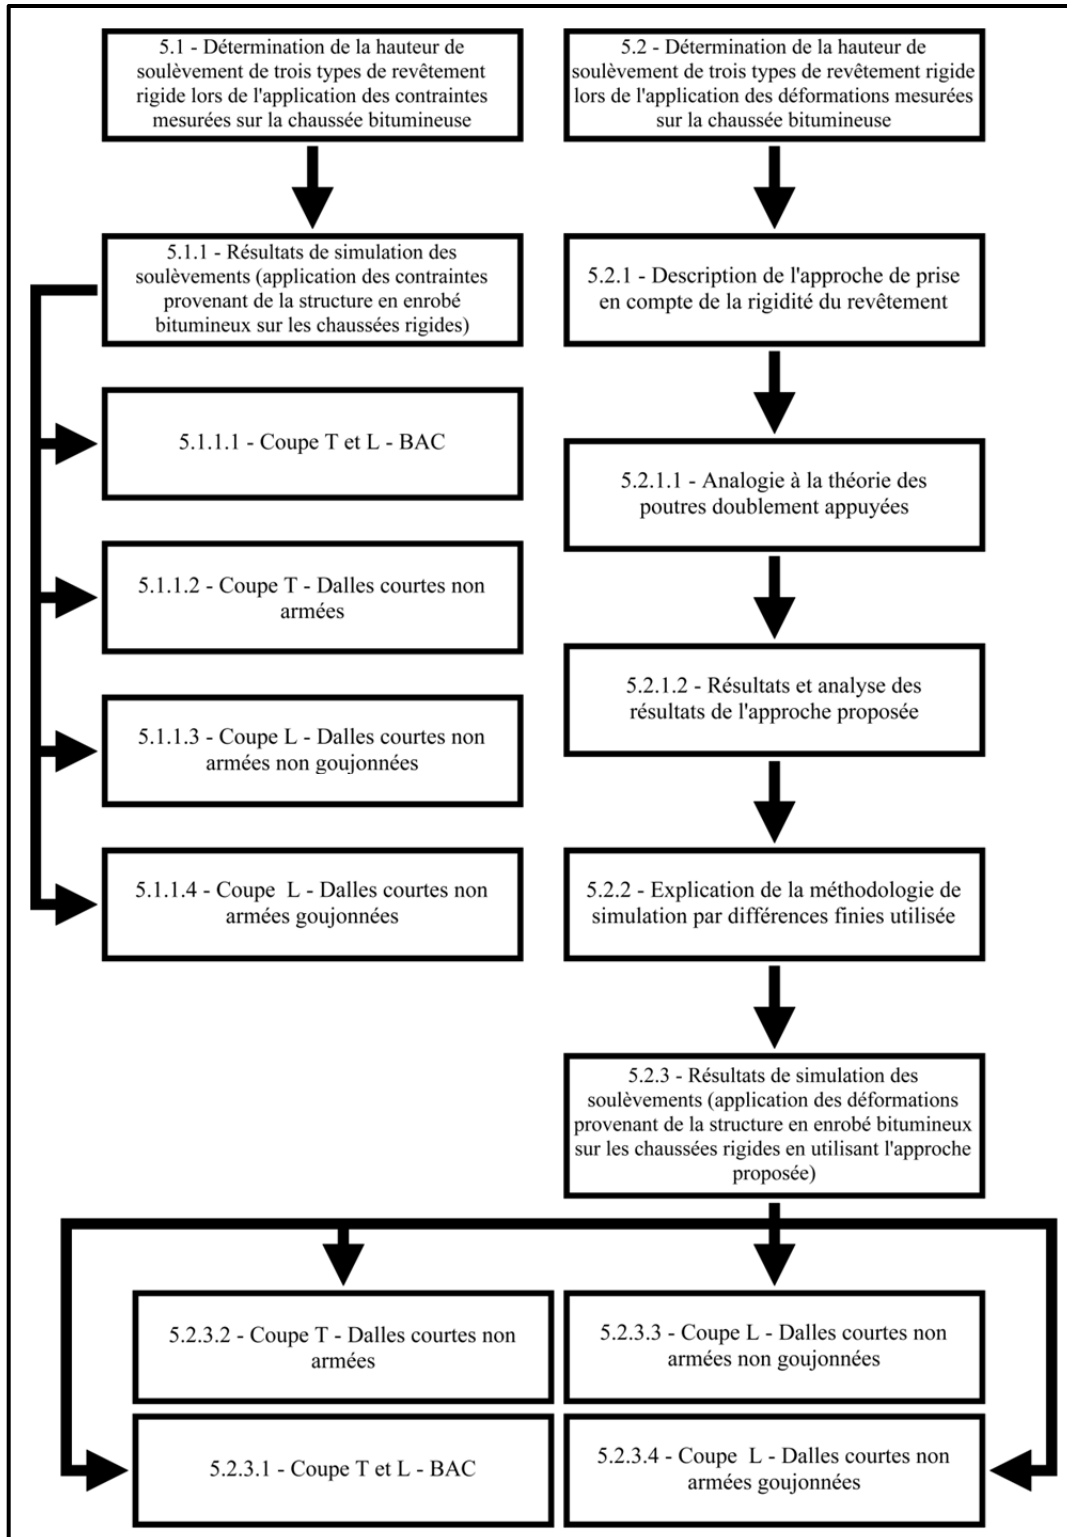 5.1 - Détermination de la hauteur de
soulèvement de trois types de revêtement
rigide lors de l'application des contraintes
mesurées sur la chaussée bitumineuse
5.1.1 - Résultats de simulation des
soulèvements (application des contraintes
provenant de la structure en enrobé
bitumineux sur les chaussées rigides)
5.1.1.1 - Coupe T et L - BAC
5.1.1.2 - Coupe T - Dalles courtes non
armées
5.1.1.3 - Coupe L - Dalles courtes non
armées non goujonnées
5.1.1.4 - Coupe L - Dalles courtes non
armées goujonnées
5.2 - Détermination de la hauteur de
soulèvement de trois types de revêtement rigide
lors de l'application des déformations mesurées
sur la chaussée bitumineuse
5.2.1 - Description de l'approche de prise
en compte de la rigidité du revêtement
5.2.1.1 - Analogie à la théorie des
poutres doublement appuyées
5.2.1.2 - Résultats et analyse des
résultats de l'approche proposée
5.2.2 - Explication de la méthodologie de
simulation par différences finies utilisée
5.2.3 - Résultats de simulation des
soulèvements (application des déformations
provenant de la structure en enrobé bitumineux
sur les chaussées rigides en utilisant l'approche
proposée)
5.2.3.2 - Coupe T - Dalles courtes non
armées
5.2.3.3 - Coupe L - Dalles courtes non
armées non goujonnées
5.2.3.1 - Coupe T et L - BAC
5.2.3.4 - Coupe L - Dalles courtes non
armées goujonnées